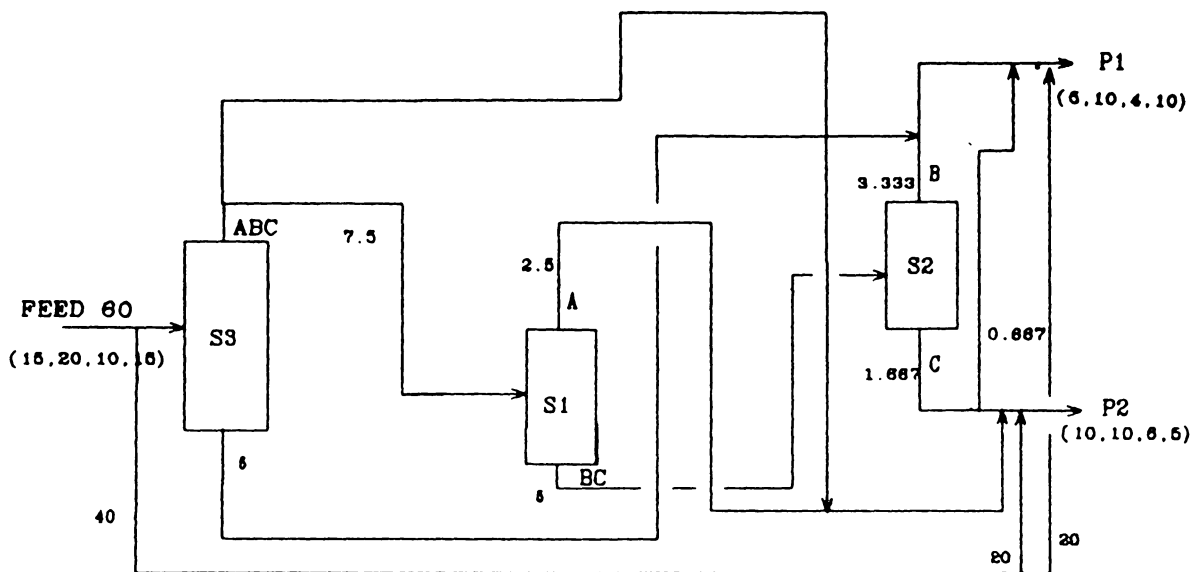 P1
(5,10,4,10)
B
3.333
ABC
7.5
S2
2.5
A
FEED 60
S3
0.667
(15,20,10,15)
C
1.667
S1
P2
(10,10,6,5)
5
BC
5
40
20
20